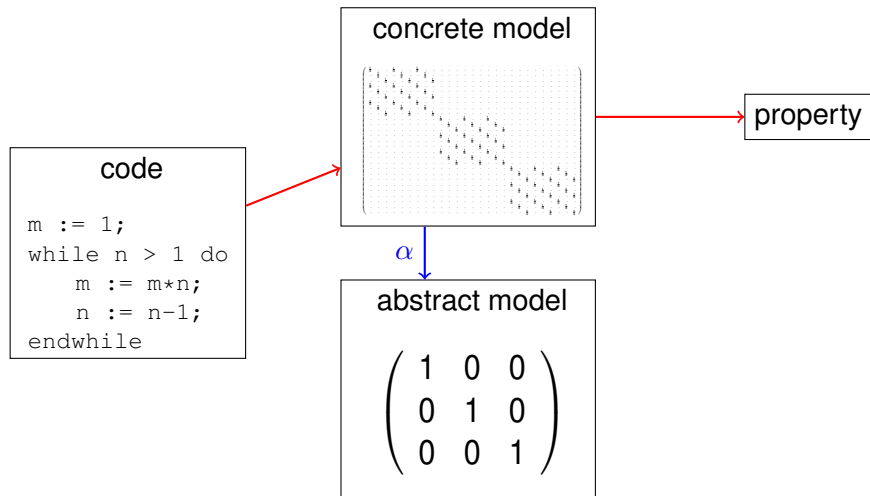 concrete model
property
code
m := 1;
while n > 1 do
m := m*n;
n := n-1;
endwhile
α
abstract model
1 0 0
0 1 0
0 0 1